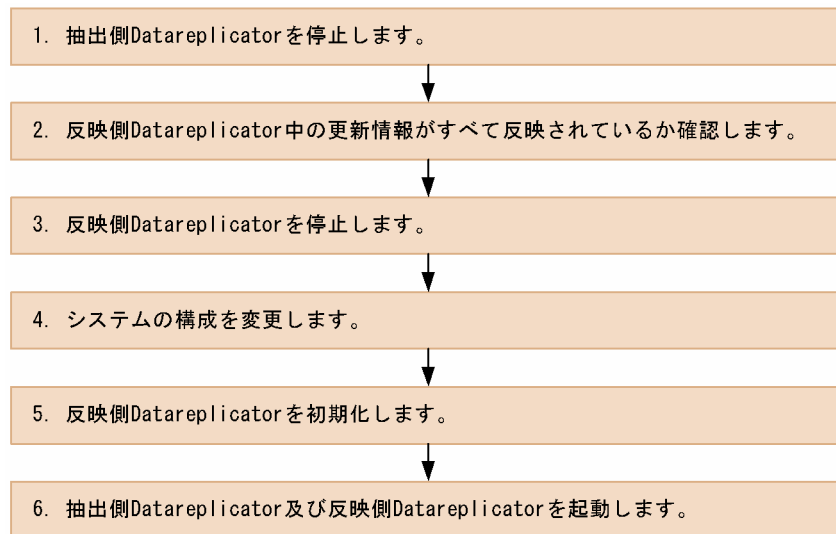 1. 抽出側Datareplicatorを停止します。
2. 反映側Datareplicator中の更新情報がすべて反映されているか確認します。
3. 反映側Datareplicatorを停止します。
4. システムの構成を変更します。
5. 反映側Datareplicatorを初期化します。
6. 抽出側Datareplicator及び反映側Datareplicatorを起動します。